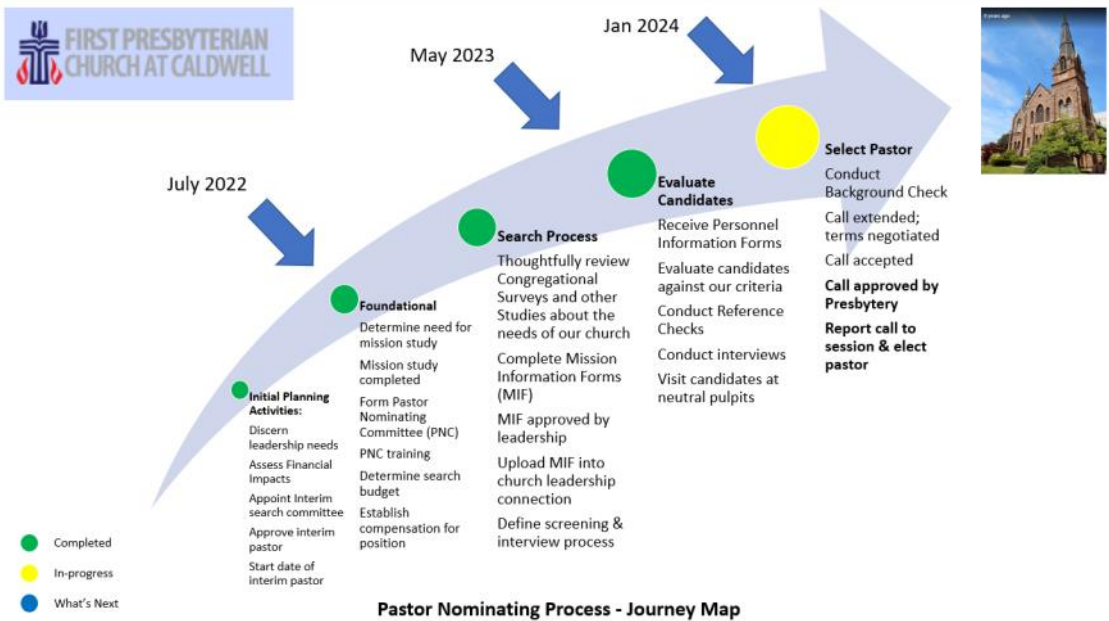 FIRST PRESBYTERIAN
CHURCH AT CALDWELL
July 2022
May 2023
Jan 2024
9 years ago
Initial Planning
Activities:
Discern
leadership needs
Assess Financial
Impacts
Appoint Interim
search committee
Approve interim
pastor
Start date of
interim pastor
Foundational
Determine need for
mission study
Mission study
completed
Form Pastor
Nominating
Committee (PNC)
PNC training
Determine search
budget
Establish
compensation for
position
Search Process
Thoughtfully review
Congregational
Surveys and other
Studies about the
needs of our church
Complete Mission
Information Forms
(MIF)
MIF approved by
leadership
Upload MIF into
church leadership
connection
Define screening &
interview process
Evaluate
Candidates
Receive Personnel
Information Forms
Evaluate candidates
against our criteria
Conduct Reference
Checks
Conduct interviews
Visit candidates at
neutral pulpits
Select Pastor
Conduct
Background Check
Call extended;
terms negotiated
Call accepted
Call approved by
Presbytery
Report call to
session & elect
pastor
Completed
In-progress
What's Next
Pastor Nominating Process - Journey Map